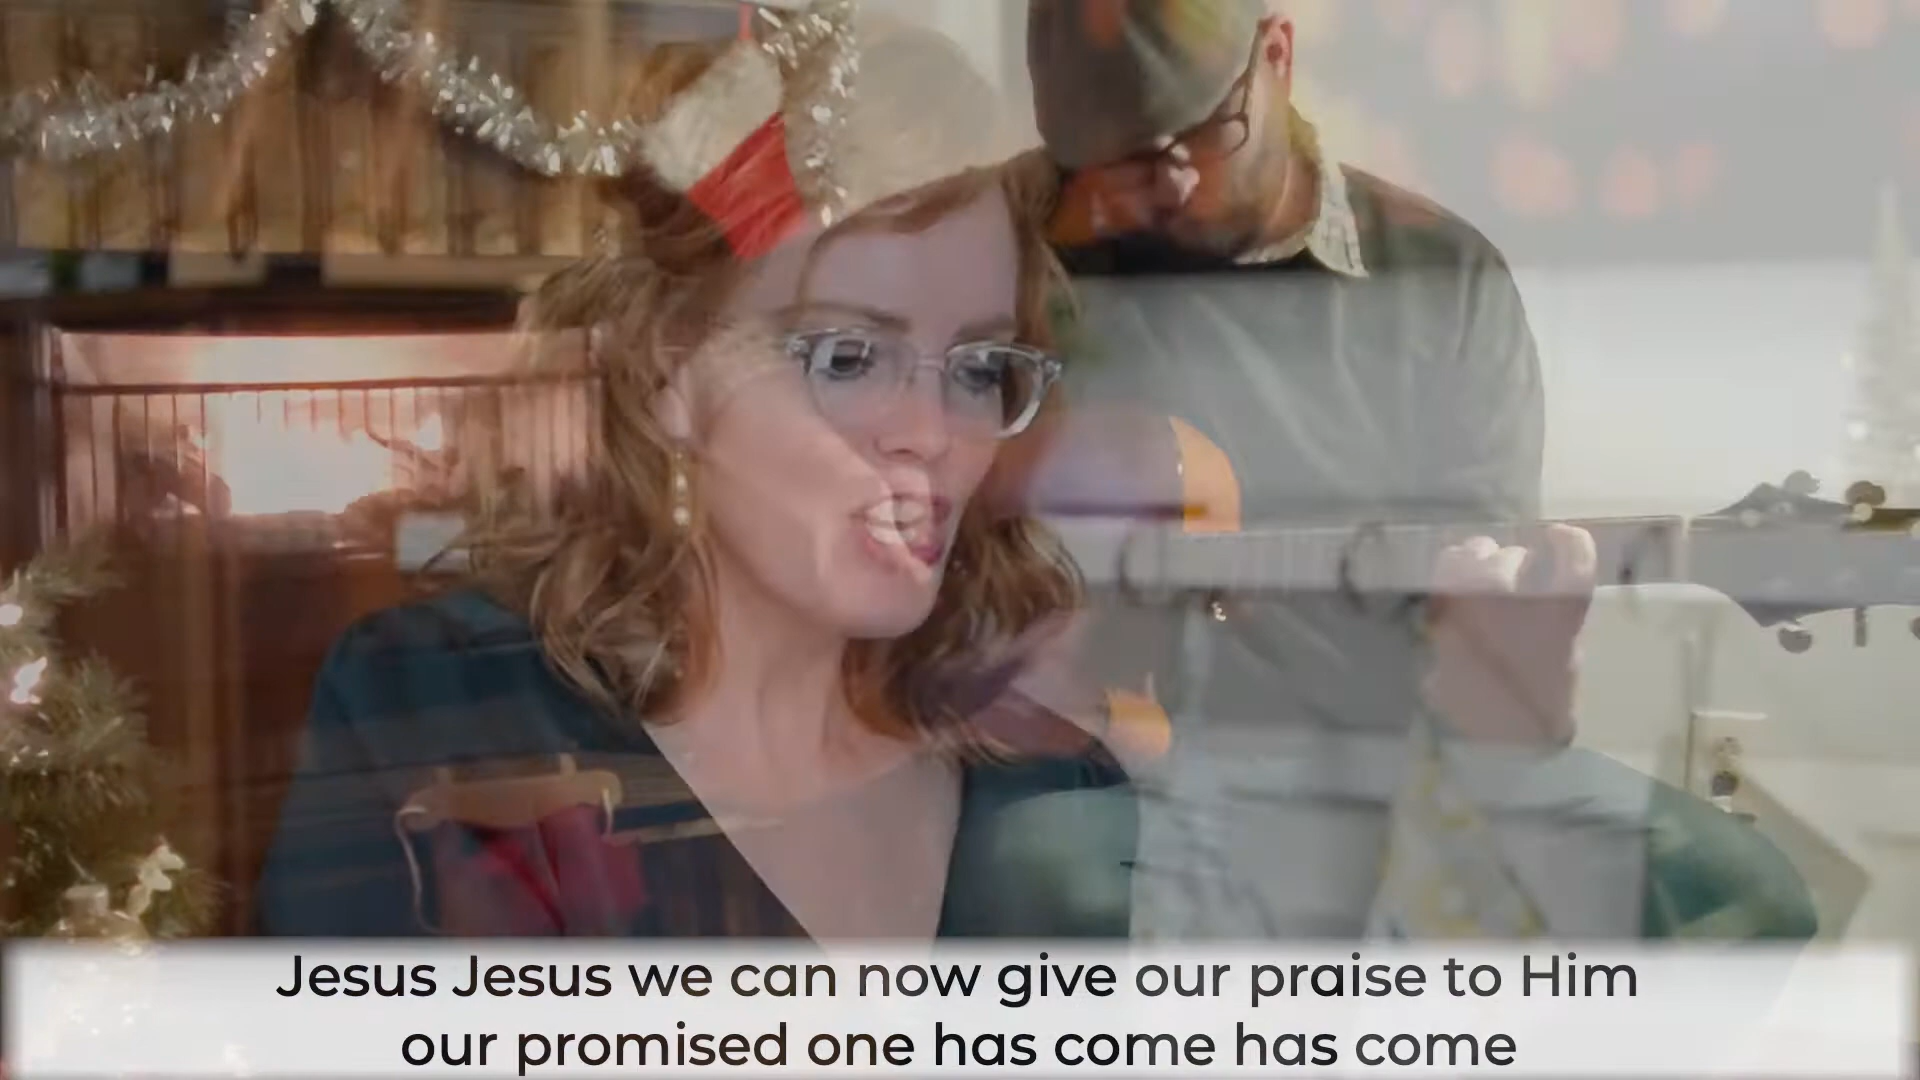 Jesus Jesus we can now give our praise to Him
our promised one has come has come